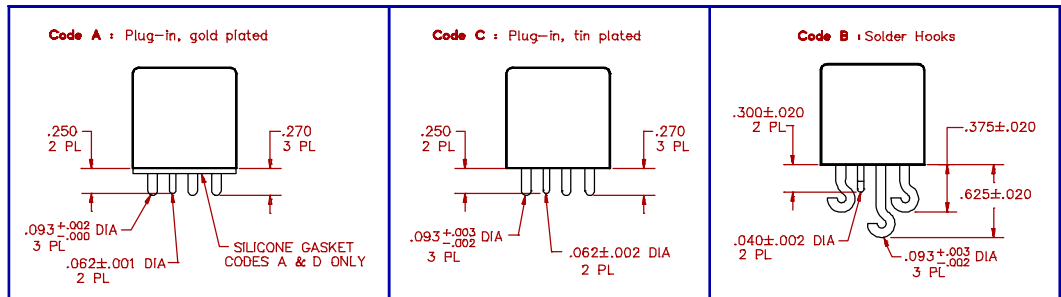 Code A : Plug-in, gold plated
.250
2 PL
.270
3 PL
.093 +.002 -.000 DIA
3 PL
.062±.001 DIA
2 PL
SILICONE GASKET
CODES A & D ONLY
Code C : Plug-in, tin plated
.250
2 PL
.270
3 PL
.093 +.003 -.002 DIA
3 PL
.062±.002 DIA
2 PL
Code B : Solder Hooks
.300±.020
2 PL
.375±.020
.625±.020
.040±.002 DIA
2 PL
.093 +.003 -.002 DIA
3 PL